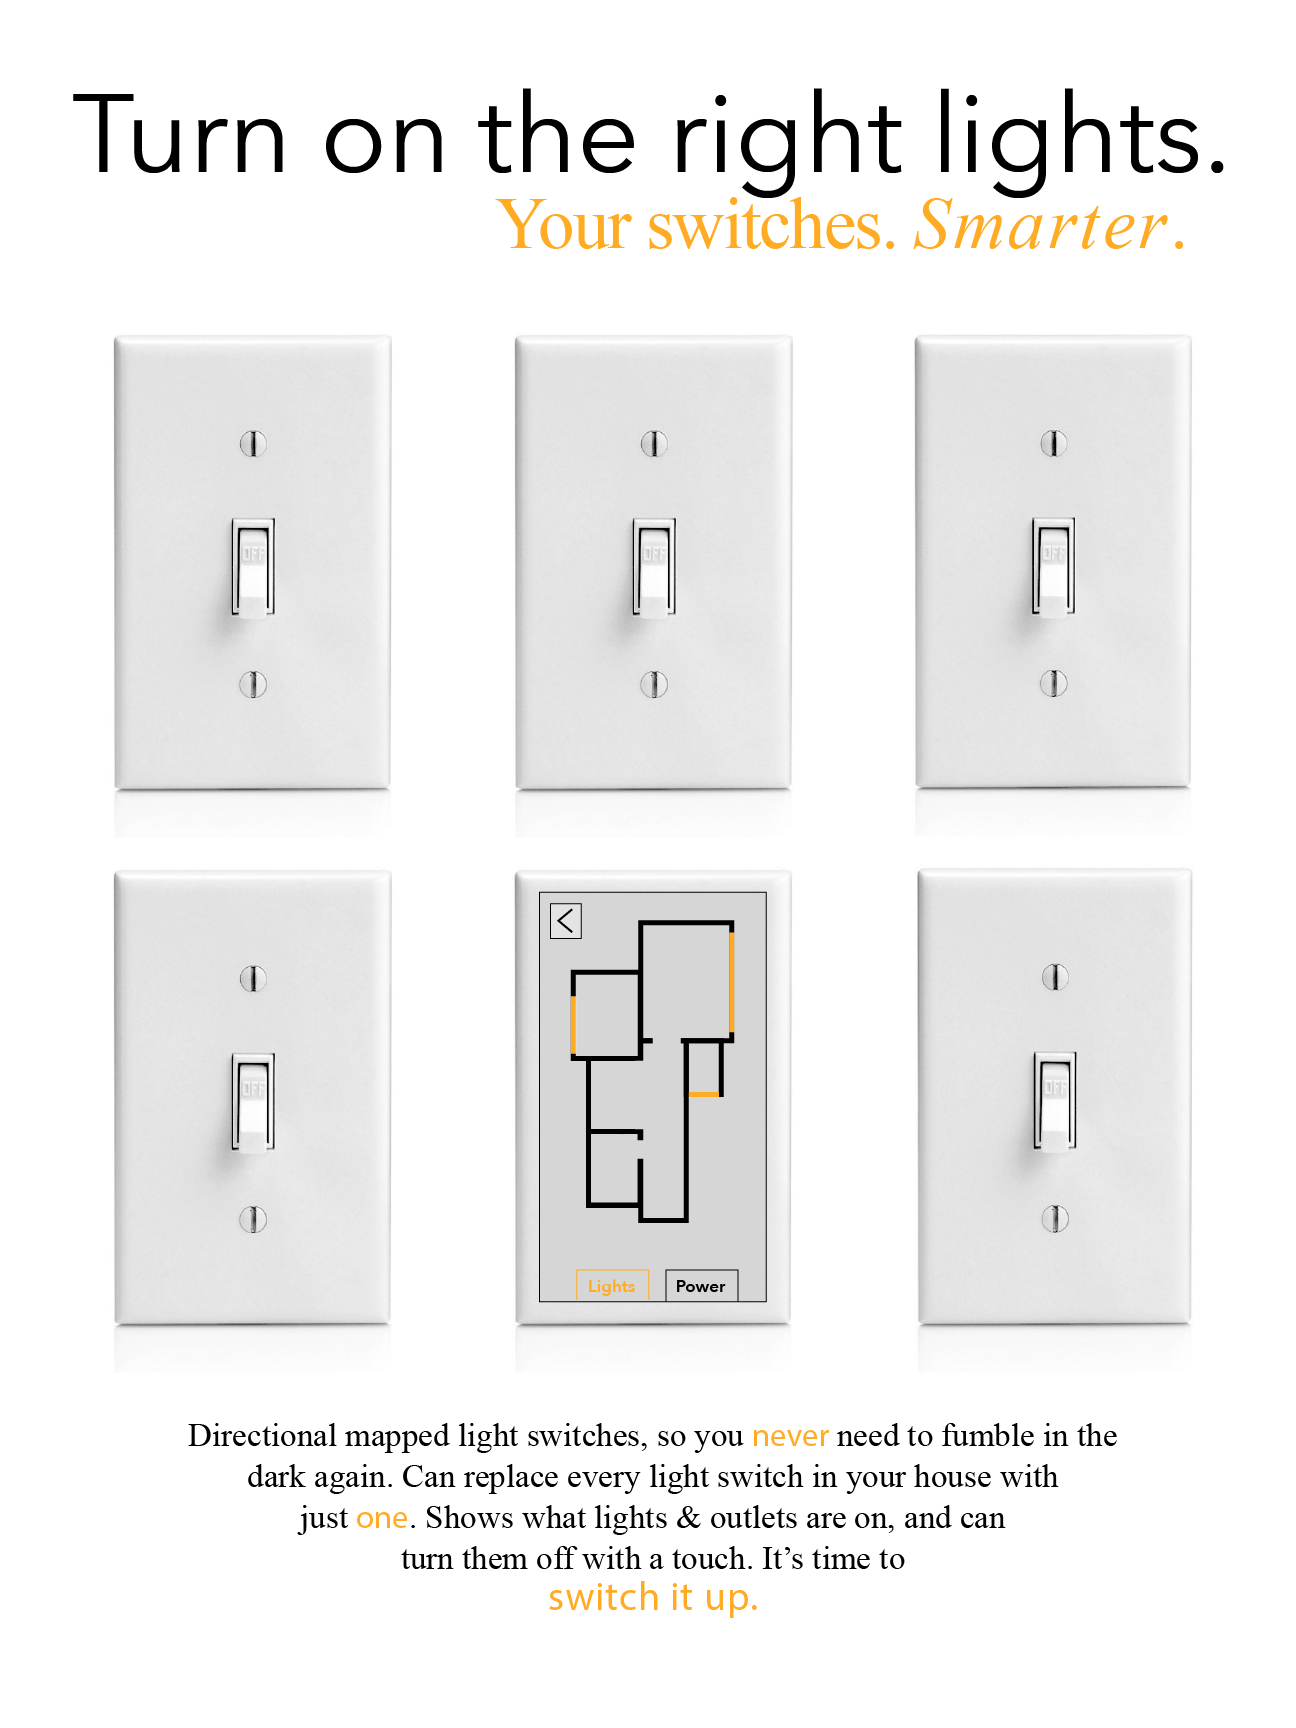 Turn on the right lights.
Your switches. Smarter.
OFF
OFF
OFF
OFF
OFF
Lights
Power
Directional mapped light switches, so you never need to fumble in the
dark again. Can replace every light switch in your house with
just one. Shows what lights & outlets are on, and can
turn them off with a touch. It’s time to
switch it up.